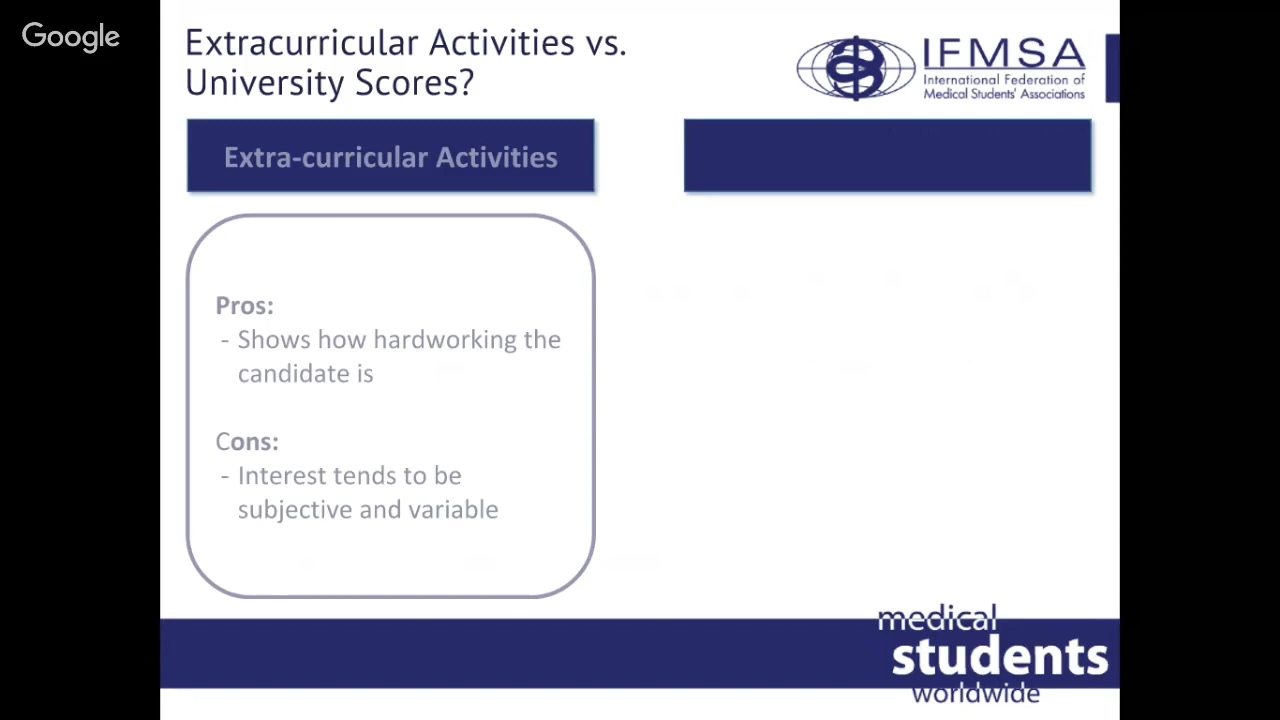 Google
Extracurricular Activities vs.
University Scores?
IFMSA
International Federation of
Medical Students' Associations
Extra-curricular Activities
Pros:
- Shows how hardworking the
candidate is
Cons:
- Interest tends to be
subjective and variable
medical
students
worldwide